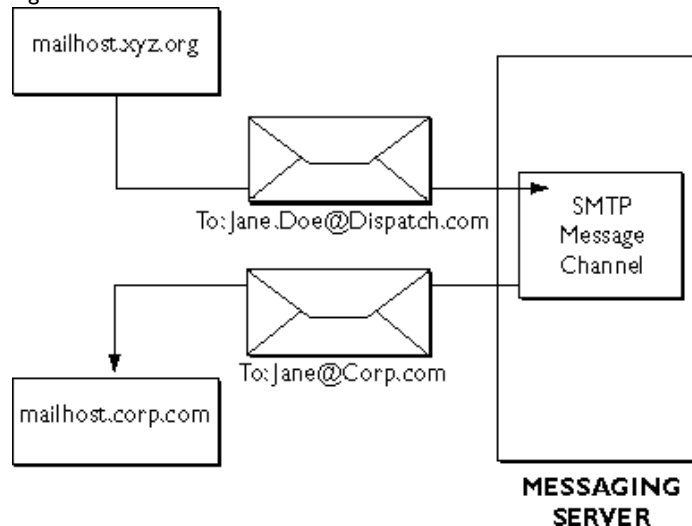 mailhost.xyz.org
To: Jane.Doe@Dispatch.com
SMTP
Message
Channel
To: Jane@Corp.com
mailhost.corp.com
MESSAGING
SERVER